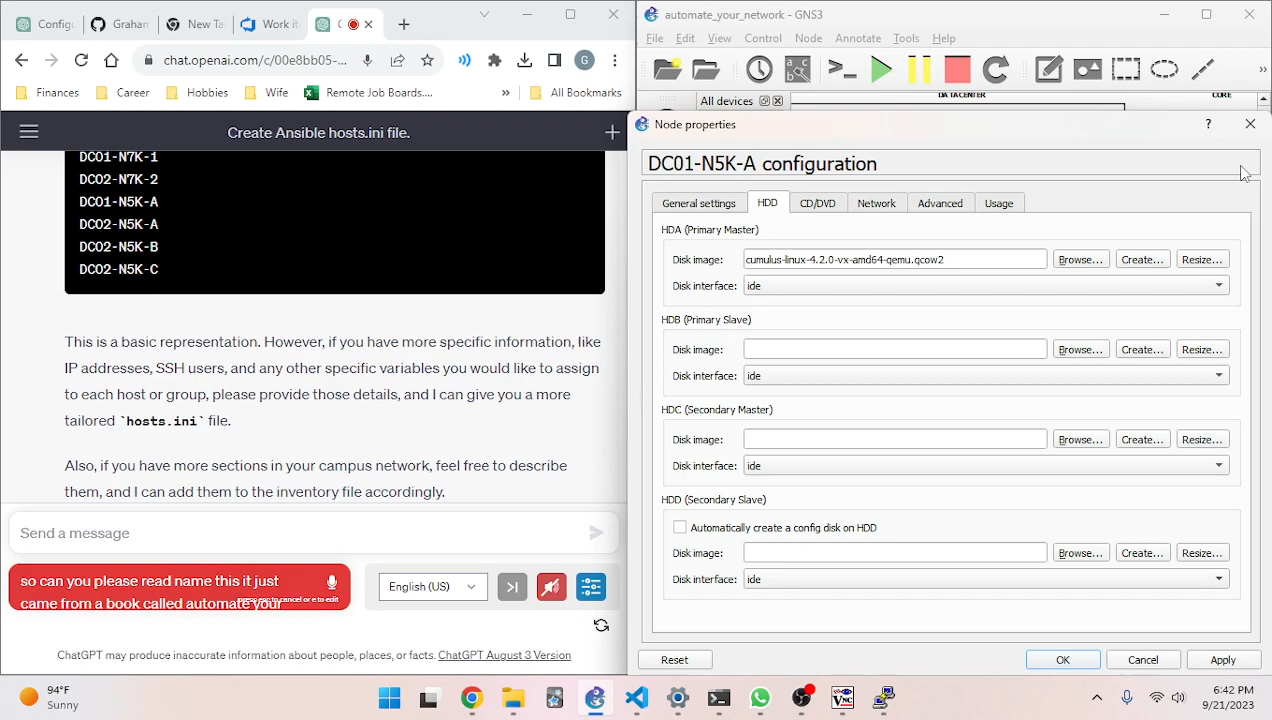 Configu
Graham
New Ta
Work it
C
chat.openai.com/c/00e8bb05-...
G
Finances
Career
Hobbies
Wife
Remote Job Boards....
»
All Bookmarks
Create Ansible hosts.ini file.
DC01-N7K-1
DCO2-N7K-2
DCO1-N5K-A
DCO2-N5K-A
DCO2-N5K-B
DCO2-N5K-C
This is a basic representation. However, if you have more specific information, like
IP addresses, SSH users, and any other specific variables you would like to assign
to each host or group, please provide those details, and I can give you a more
tailored `hosts.ini` file.
Also, if you have more sections in your campus network, feel free to describe
them, and I can add them to the inventory file accordingly.
Send a message
so can you please read name this it just
came from a book called automate your
English (US)
ChatGPT may produce inaccurate information about people, places, or facts. ChatGPT August 3 Version
automate_your_network - GNS3
File Edit View Control Node Annotate Tools Help
»
All devices
DATACENTER
CORE
Node properties
?
DC01-N5K-A configuration
General settings HDD CD/DVD Network Advanced Usage
HDA (Primary Master)
Disk image: cumulus-linux-4.2.0-vx-amd64-qemu.qcow2 Browse... Create... Resize...
Disk interface: ide
HDB (Primary Slave)
Disk image: Browse... Create... Resize...
Disk interface: ide
HDC (Secondary Master)
Disk image: Browse... Create... Resize...
Disk interface: ide
HDD (Secondary Slave)
Automatically create a config disk on HDD
Disk image: Browse... Create... Resize...
Disk interface: ide
Reset OK Cancel Apply
94°F
Sunny
6:42 PM
9/21/2023